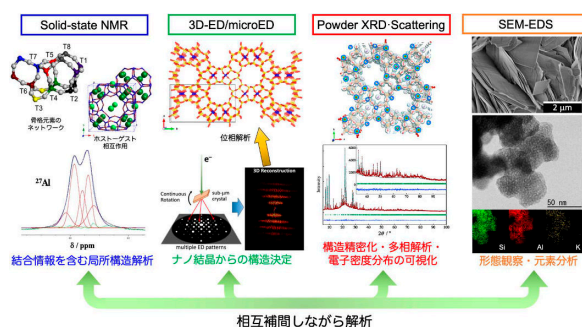 Solid-state NMR
T8
T7
T5
T1
T6
T4
T2
T3
骨格元素の
ネットワーク
ホスト-ゲスト
相互作用
27Al
δ / ppm
結合情報を含む局所構造解析
3D-ED/microED
位相解析
e-
Continuous
Rotation
sub-μm
crystal
3D Reconstruction
multiple ED patterns
ナノ結晶からの構造決定
Powder XRD·Scattering
Intensity
2θ / °
構造精密化・多相解析・
電子密度分布の可視化
SEM-EDS
2 μm
50 nm
Si
Al
K
形態観察・元素分析
相互補間しながら解析